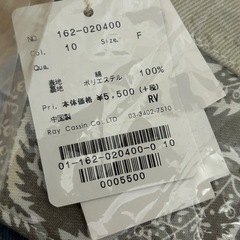 NO. 162-020400
Col. 10 Size. F
Qua.
表地 綿 100%
裏地 ポリエステル
Pri. 本体価格 ¥5,500 (+税)
中国製 RV
Ray Cassin Co.,LTD 03-3402-7510
01-162-020400-0 10
0005500